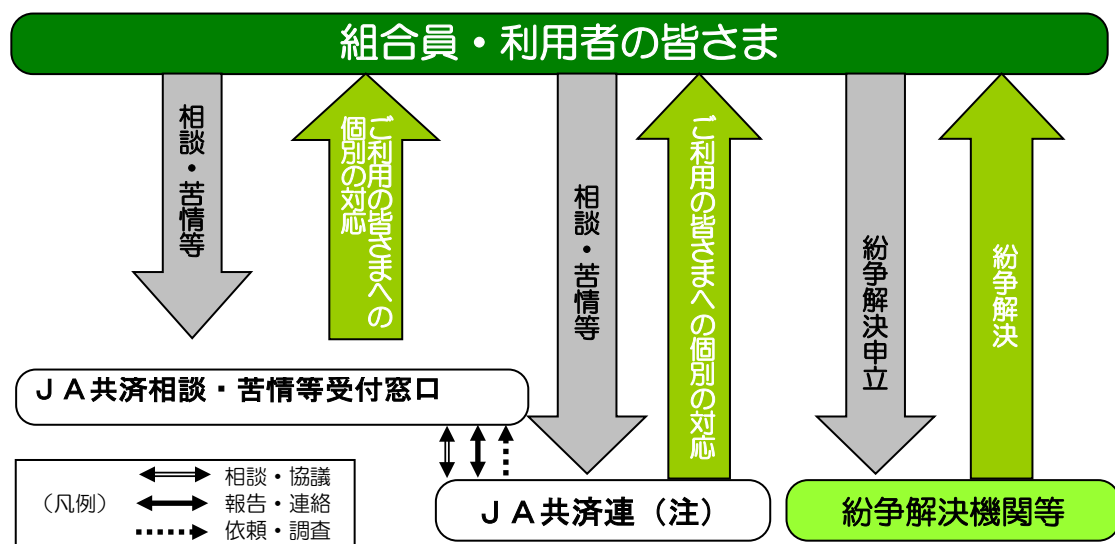 組合員・利用者の皆さま
相談・苦情等
ご利用の皆さまへの
個別の対応
相談・苦情等
ご利用の皆さまへの個別の対応
紛争解決申立
紛争解決
ＪＡ共済相談・苦情等受付窓口
（凡例）
相談・協議
報告・連絡
依頼・調査
ＪＡ共済連（注）
紛争解決機関等